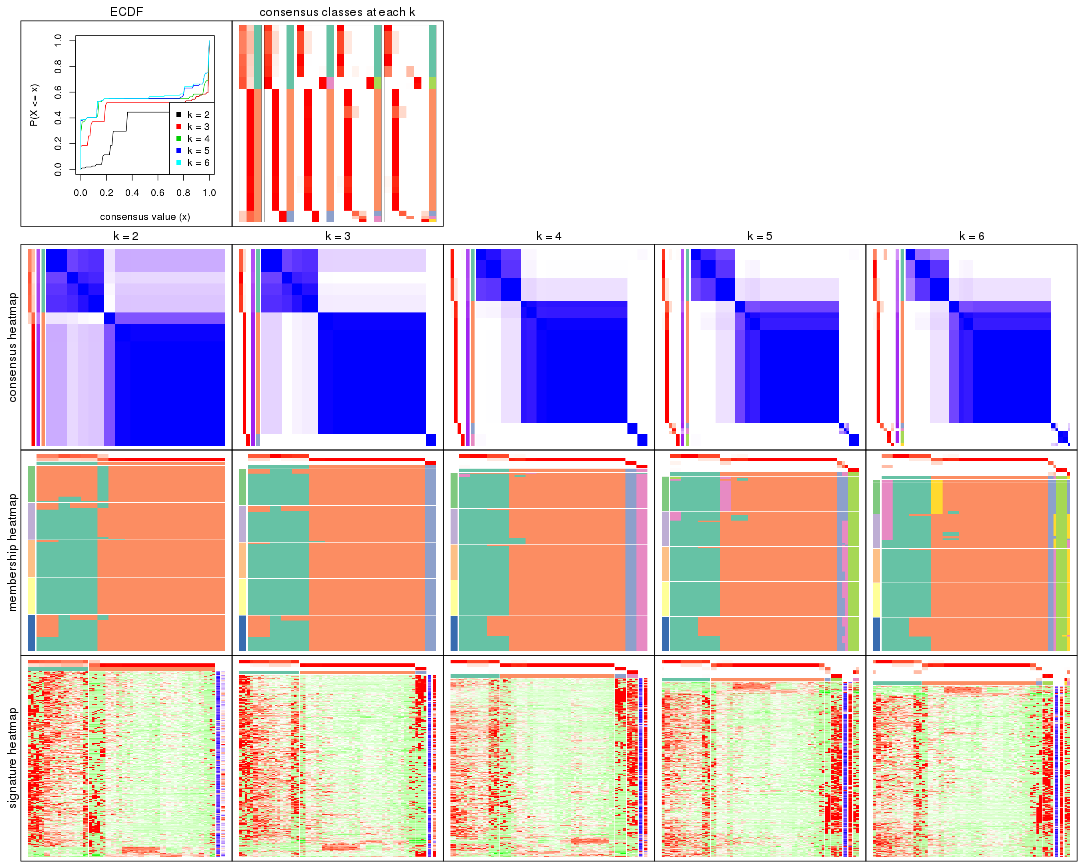 ECDF
consensus classes at each k
P(X <= x)
1.0
0.8
0.6
0.4
0.2
0.0
k = 2
k = 3
k = 4
k = 5
k = 6
0.0 0.2 0.4 0.6 0.8 1.0
consensus value (x)
k = 2
k = 3
k = 4
k = 5
k = 6
consensus heatmap
membership heatmap
signature heatmap